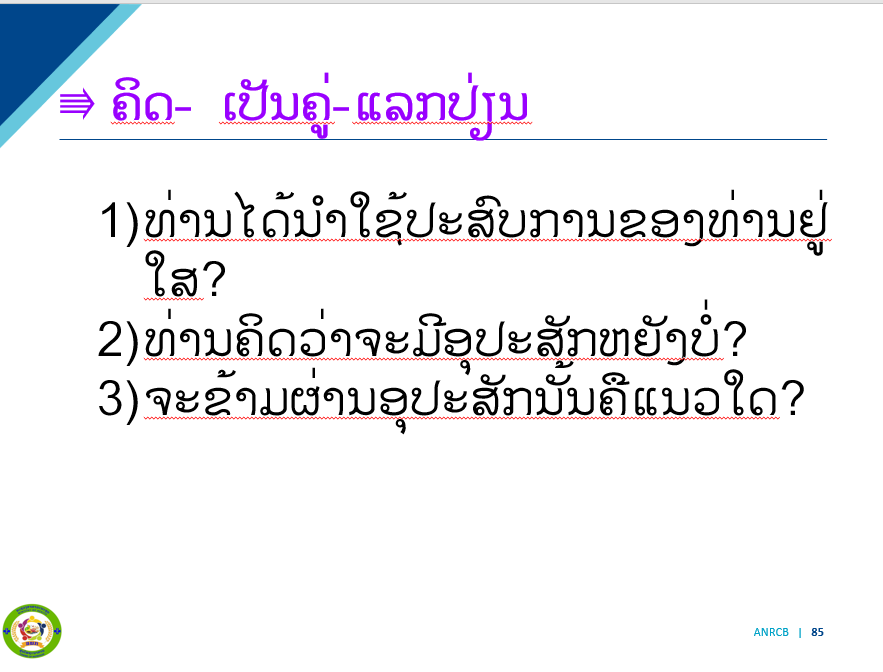 ⇛ ຄິດ- ເປັນຄູ່-ແລກປ່ຽນ
1)ທ່ານໄດ້ນຳໃຊ້ປະສົບການຂອງທ່ານຢູ່
ໃສ?
2)ທ່ານຄິດວ່າຈະມີອຸປະສັກຫຍັງບໍ່?
3)ຈະຂ້າມຜ່ານອຸປະສັກນັ້ນຄືແນວໃດ?
ANRCB | 85